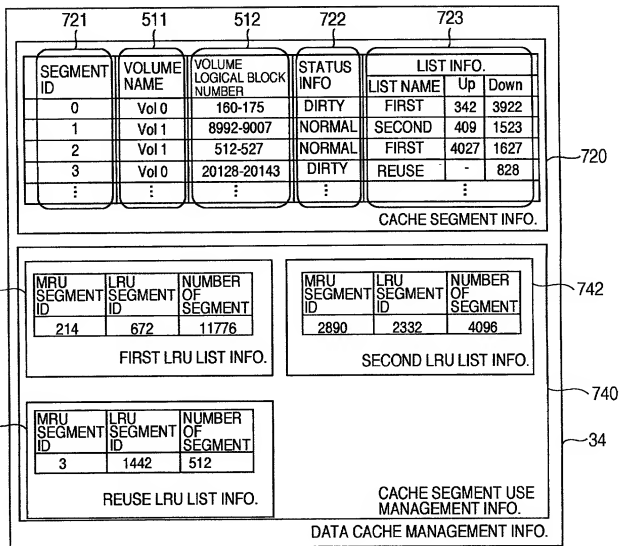 721 511 512 722 723
SEGMENT ID VOLUME NAME VOLUME LOGICAL BLOCK NUMBER STATUS INFO LIST INFO.
LIST NAME Up Down
0 Vol 0 160-175 DIRTY FIRST 342 3922
1 Vol 1 8992-9007 NORMAL SECOND 409 1523
2 Vol 1 512-527 NORMAL FIRST 4027 1627
3 Vol 0 20128-20143 DIRTY REUSE - 828
720
CACHE SEGMENT INFO.
MRU SEGMENT ID LRU SEGMENT ID NUMBER OF SEGMENT
214 672 11776
FIRST LRU LIST INFO.
MRU SEGMENT ID LRU SEGMENT ID NUMBER OF SEGMENT
2890 2332 4096
SECOND LRU LIST INFO.
742
740
34
MRU SEGMENT ID LRU SEGMENT ID NUMBER OF SEGMENT
3 1442 512
REUSE LRU LIST INFO.
CACHE SEGMENT USE
MANAGEMENT INFO.
DATA CACHE MANAGEMENT INFO.